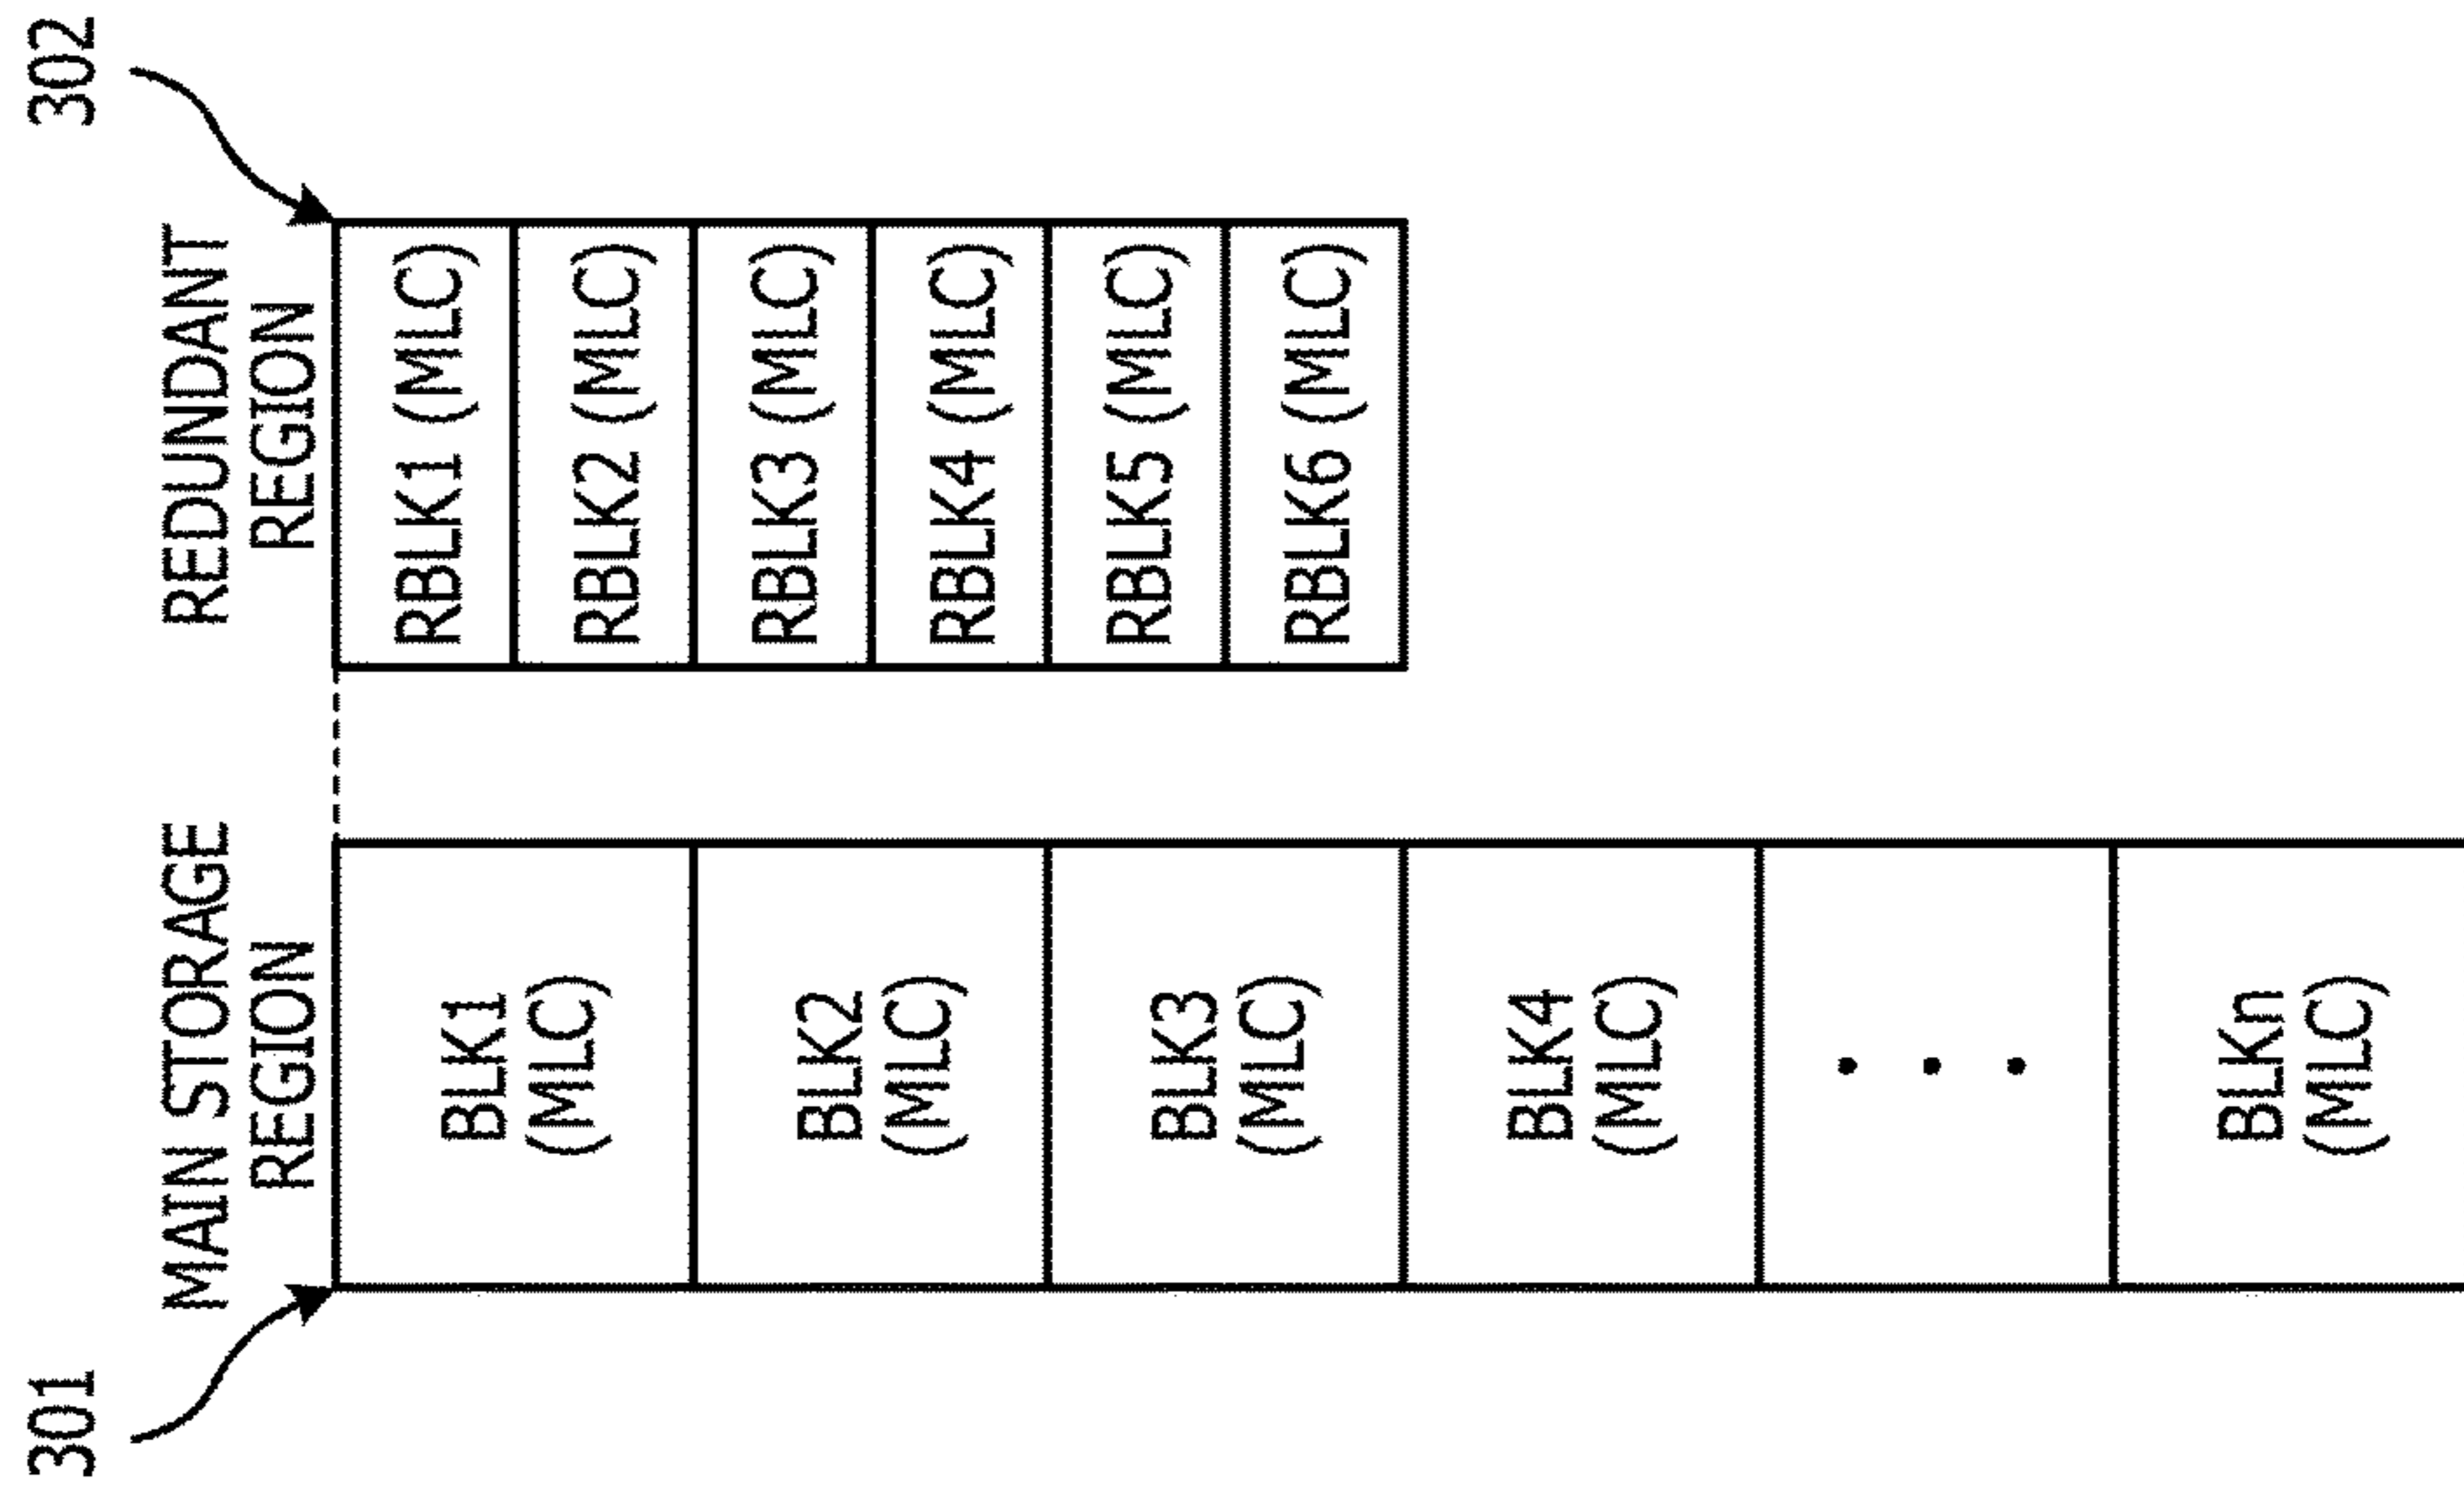 301
302
MAIN STORAGE
REGION
REDUNDANT
REGION
BLK1
(MLC)
BLK2
(MLC)
BLK3
(MLC)
BLK4
(MLC)
BLKn
(MLC)
RBLK1 (MLC)
RBLK2 (MLC)
RBLK3 (MLC)
RBLK4 (MLC)
RBLK5 (MLC)
RBLK6 (MLC)